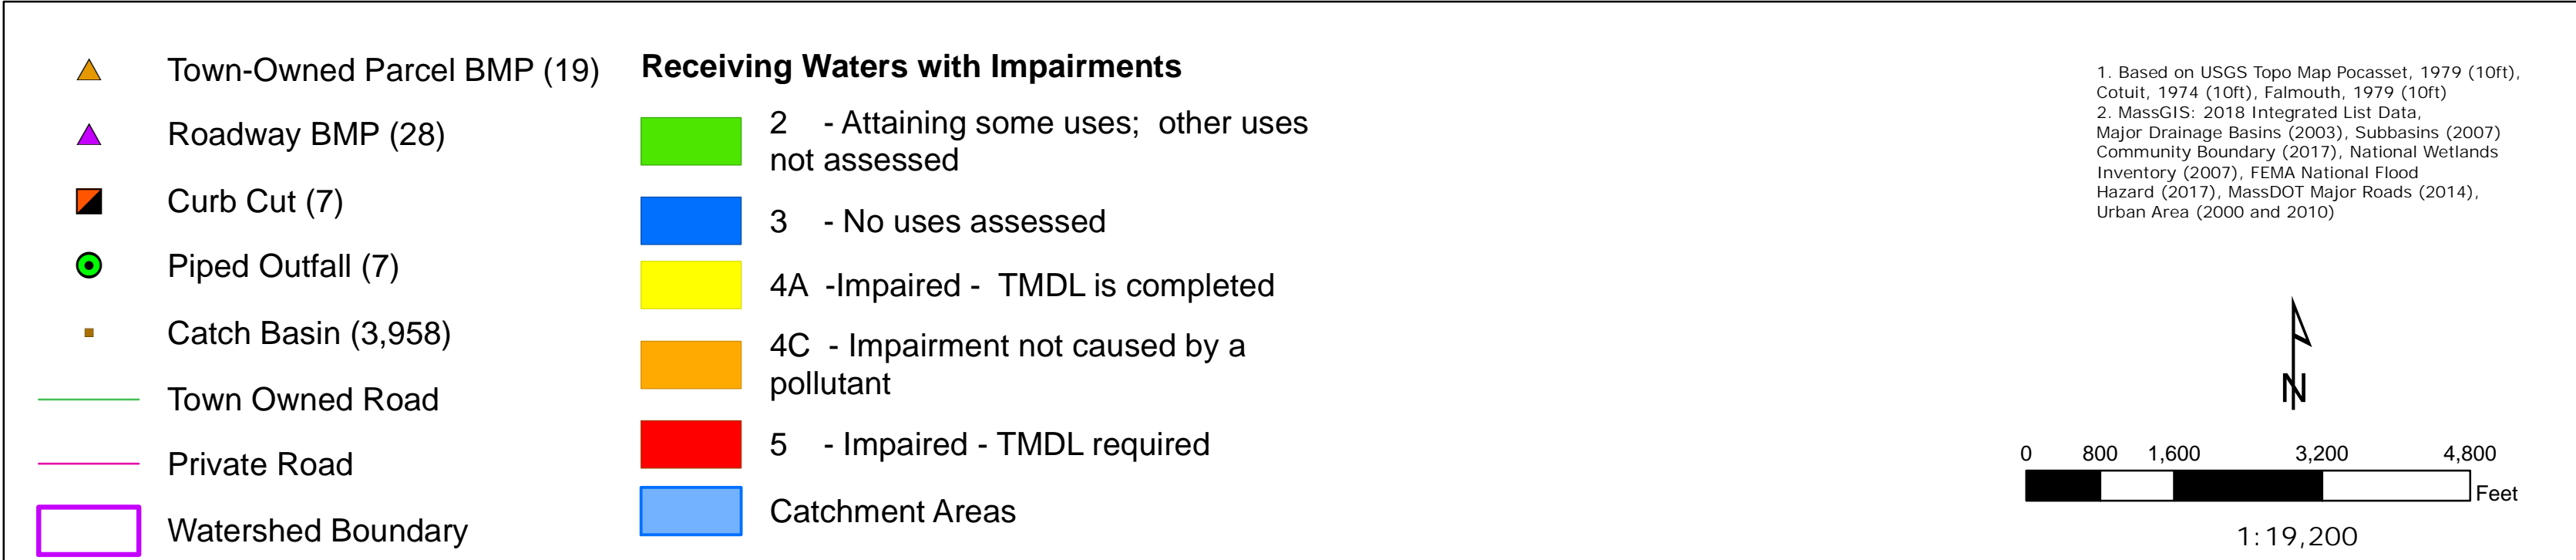 Town-Owned Parcel BMP (19)
Roadway BMP (28)
Curb Cut (7)
Piped Outfall (7)
Catch Basin (3,958)
Town Owned Road
Private Road
Watershed Boundary
Receiving Waters with Impairments
2 - Attaining some uses; other uses
not assessed
3 - No uses assessed
4A -Impaired - TMDL is completed
4C - Impairment not caused by a
pollutant
5 - Impaired - TMDL required
Catchment Areas
1. Based on USGS Topo Map Pocasset, 1979 (10ft),
Cotuit, 1974 (10ft), Falmouth, 1979 (10ft)
2. MassGIS: 2018 Integrated List Data,
Major Drainage Basins (2003), Subbasins (2007)
Community Boundary (2017), National Wetlands
Inventory (2007), FEMA National Flood
Hazard (2017), MassDOT Major Roads (2014),
Urban Area (2000 and 2010)
N
0 800 1,600 3,200 4,800
Feet
1:19,200